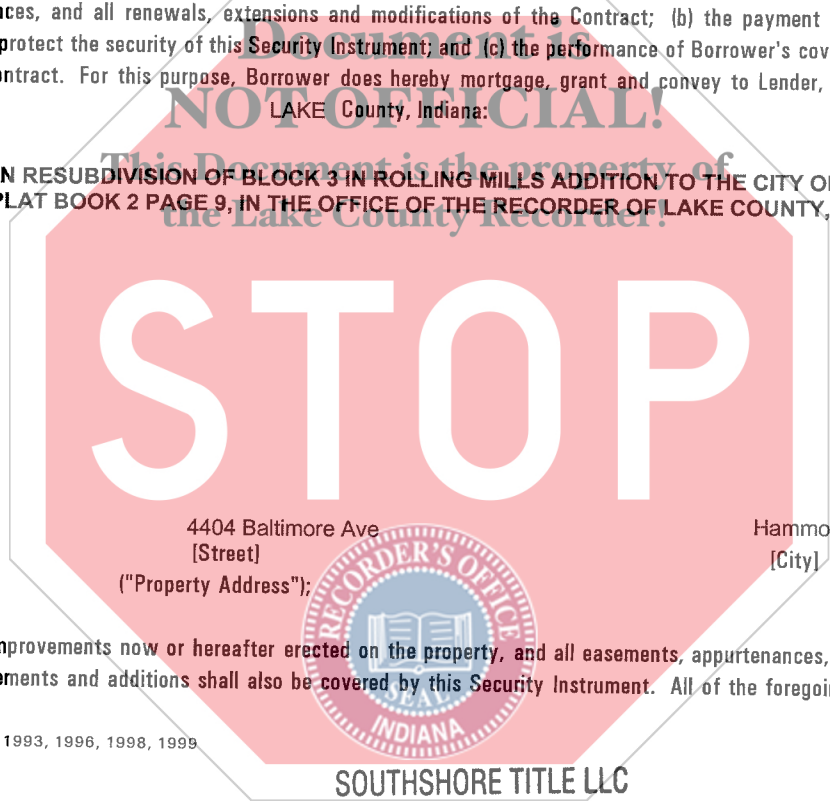 nces, and all renewals, extensions and modifications of the Contract; (b) the payment
protect the security of this Security Instrument; and (c) the performance of Borrower's cov
ontract. For this purpose, Borrower does hereby mortgage, grant and convey to Lender,
LAKE County, Indiana:
Document is
NOT OFFICIAL!
This Document is the property of
the Lake County Recorder!
N RESUBDIVISION OF BLOCK 3 IN ROLLING MILLS ADDITION TO THE CITY O
PLAT BOOK 2 PAGE 9, IN THE OFFICE OF THE RECORDER OF LAKE COUNTY,
STOP
4404 Baltimore Ave Hammo
[Street] [City]
("Property Address");
RECORDER'S OFFICE
SEAL
INDIANA
mprovements now or hereafter erected on the property, and all easements, appurtenances,
ements and additions shall also be covered by this Security Instrument. All of the foregoi
1993, 1996, 1998, 1999
SOUTHSHORE TITLE LLC